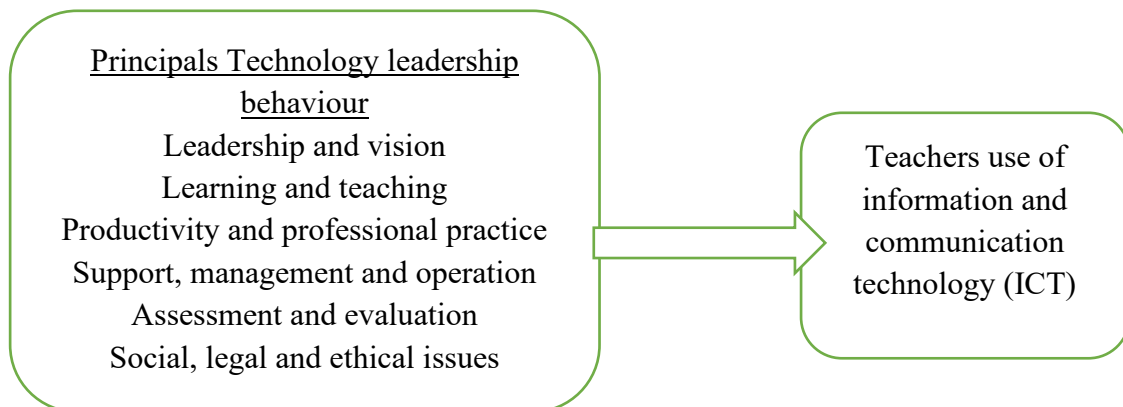 Principals Technology leadership
behaviour
Leadership and vision
Learning and teaching
Productivity and professional practice
Support, management and operation
Assessment and evaluation
Social, legal and ethical issues
Teachers use of
information and
communication
technology (ICT)